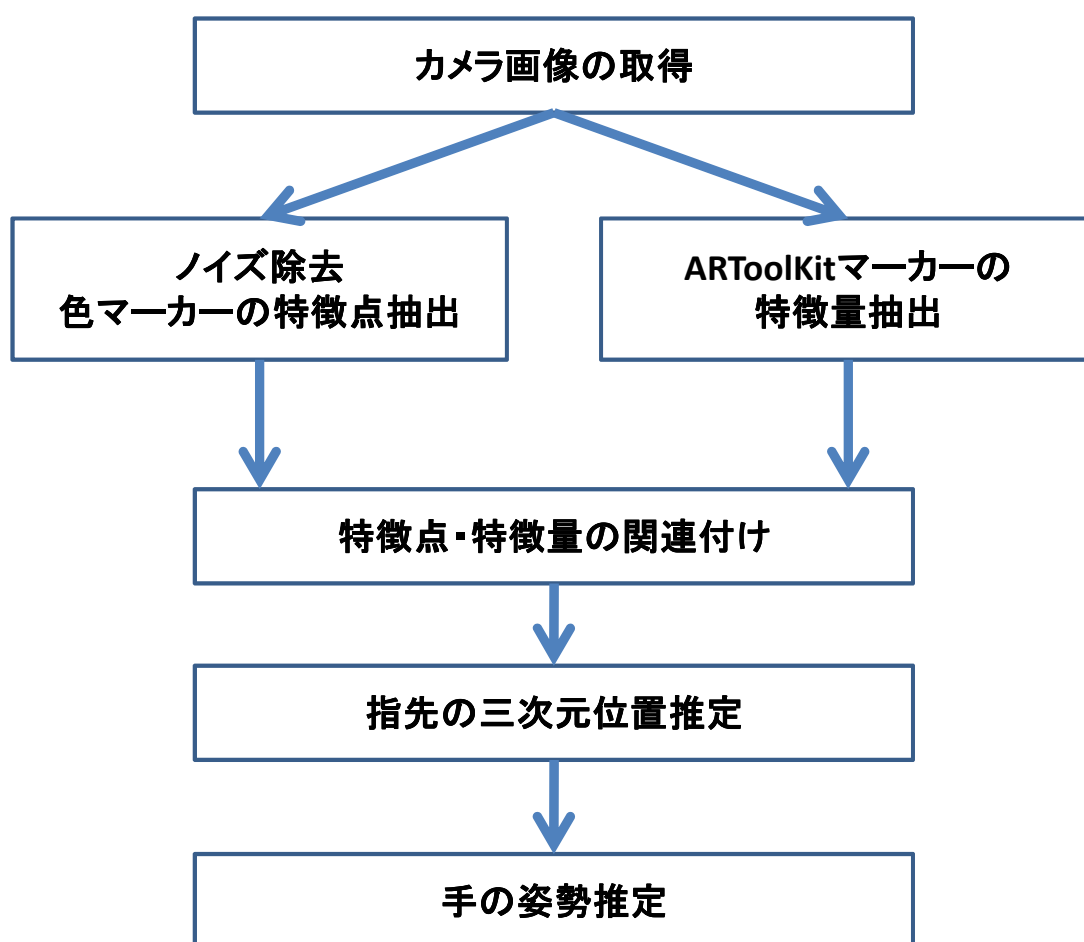 カメラ画像の取得
ノイズ除去
色マーカーの特徴点抽出
ARToolKitマーカーの
特徴量抽出
特徴点・特徴量の関連付け
指先の三次元位置推定
手の姿勢推定